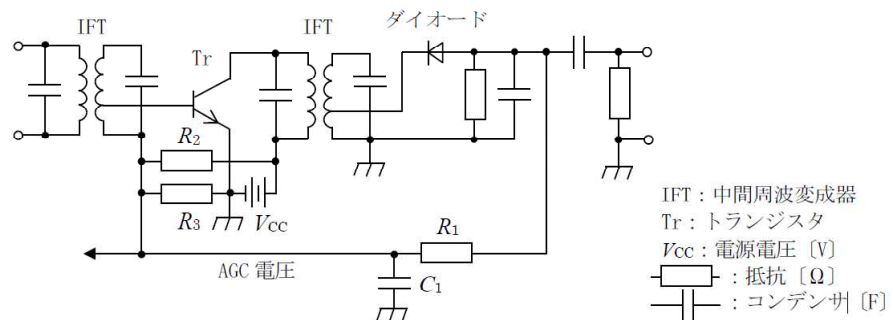 IFT
Tr
IFT
ダイオード
R2
R3
VCC
R1
C1
AGC 電圧
IFT：中間周波変成器
Tr：トランジスタ
VCC：電源電圧〔V〕
：抵抗〔Ω〕
：コンデンサ〔F〕